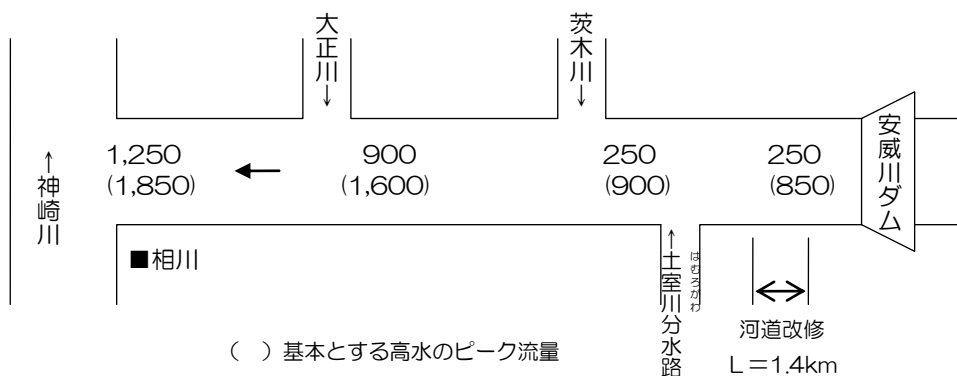 大正川↓
茨木川↓
安威川ダム
1,250
(1,850)
←
900
(1,600)
250
(900)
250
(850)
↑神崎川
■相川
↑土室川分水路
はむろがわ
河道改修
L＝1.4km
（　）基本とする高水のピーク流量